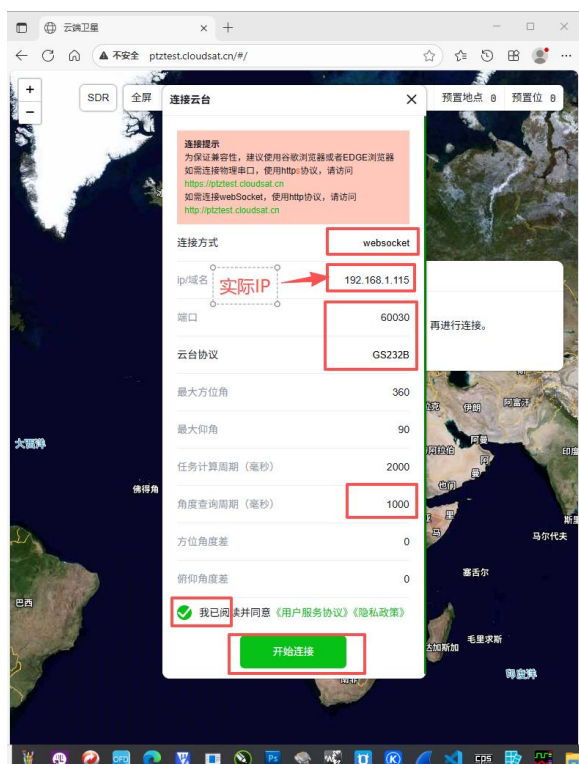 云端卫星
不安全 ptztest.cloudsat.cn/#/
SDR 全屏 预置地点 0 预置位 0
连接云台
连接提示
为保证兼容性，建议使用谷歌浏览器或者EDGE浏览器
如需连接物理串口，使用https协议，请访问
https://ptztest.cloudsat.cn
如需连接webSocket，使用http协议，请访问
http://ptztest.cloudsat.cn
连接方式 websocket
ip/域名 实际IP 192.168.1.115
端口 60030
再进行连接。
云台协议 GS232B
最大方位角 360
最大仰角 90
任务计算周期（毫秒） 2000
角度查询周期（毫秒） 1000
方位角度差 0
俯仰角度差 0
我已阅读并同意《用户服务协议》《隐私政策》
开始连接
阿富汗
伊朗
阿曼
大西洋
也门
佛得角
马尔代夫
塞舌尔
巴西
毛里求斯
印度洋
Ps
CPS